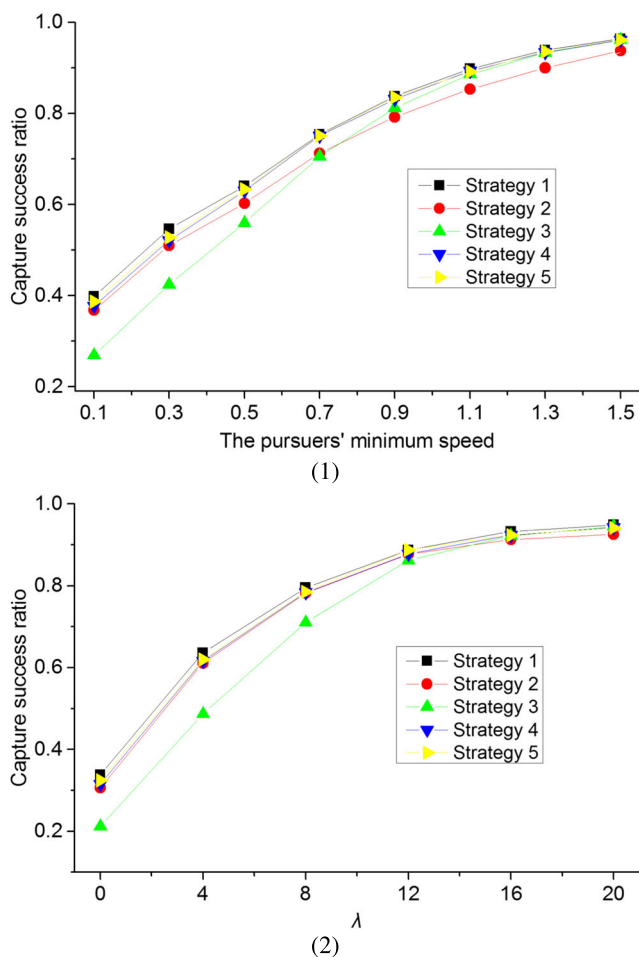 1.0
0.8
0.6
0.4
0.2
Capture success ratio
Strategy 1
Strategy 2
Strategy 3
Strategy 4
Strategy 5
0.1 0.3 0.5 0.7 0.9 1.1 1.3 1.5
The pursuers' minimum speed
(1)
1.0
0.8
0.6
0.4
0.2
Capture success ratio
Strategy 1
Strategy 2
Strategy 3
Strategy 4
Strategy 5
0 4 8 12 16 20
λ
(2)